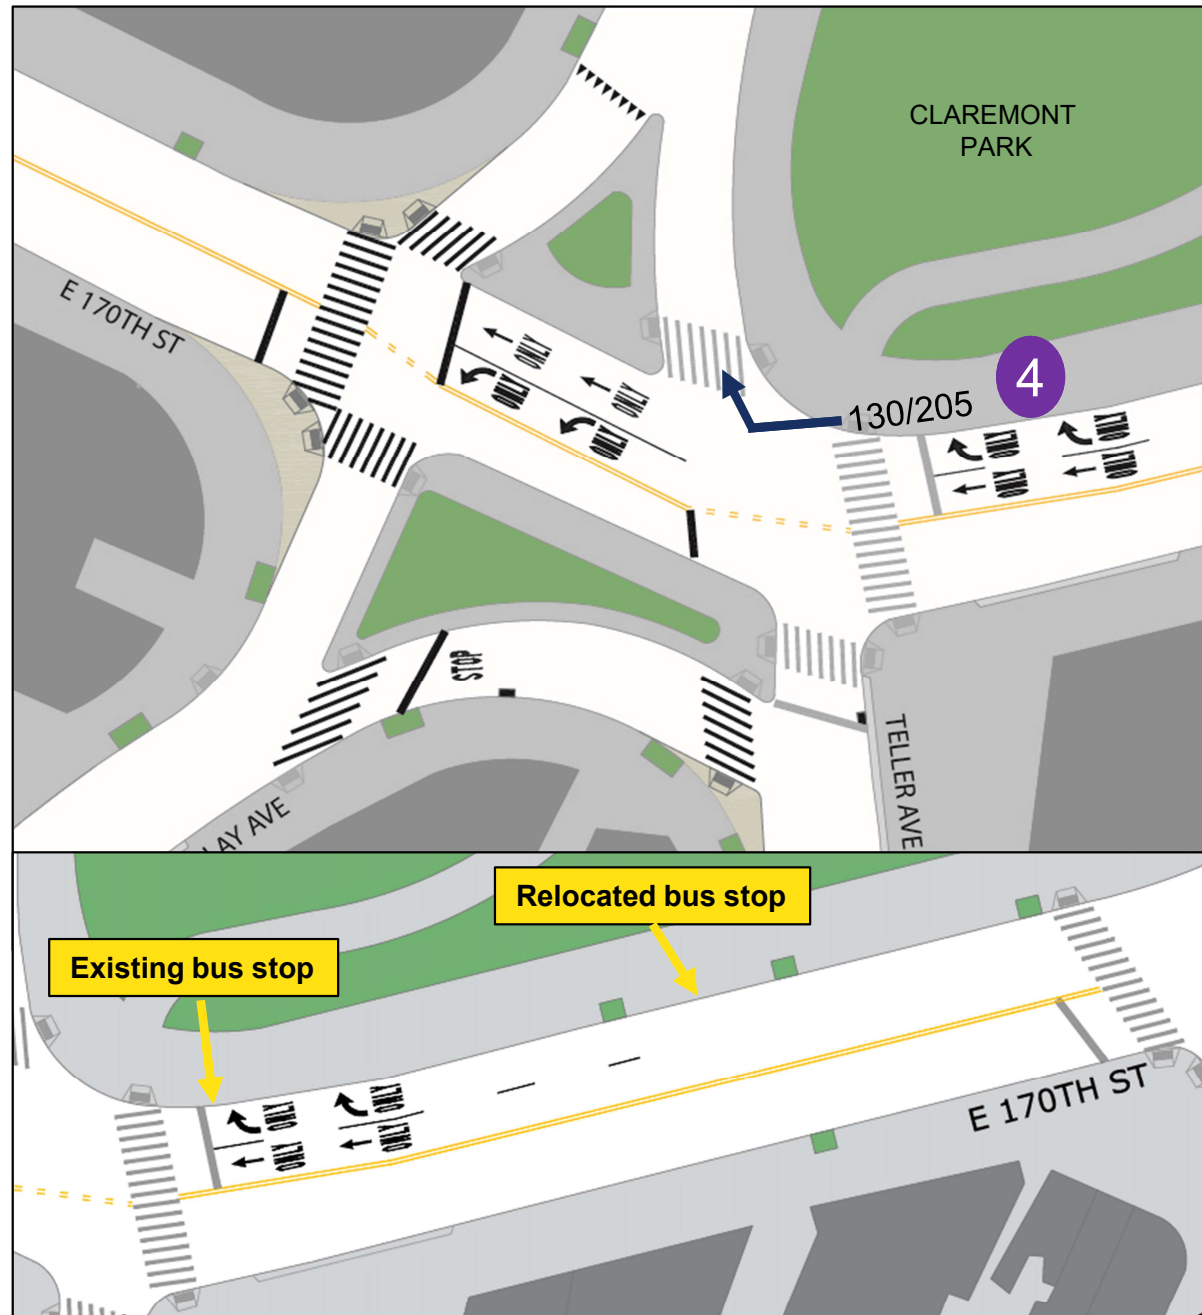 CLAREMONT
PARK
E 170TH ST
ONLY
ONLY
ONLY
ONLY
4
130/205
ONLY
ONLY
ONLY
ONLY
STOP
TELLER AVE
LAY AVE
Relocated bus stop
Existing bus stop
ONLY
ONLY
ONLY
ONLY
E 170TH ST